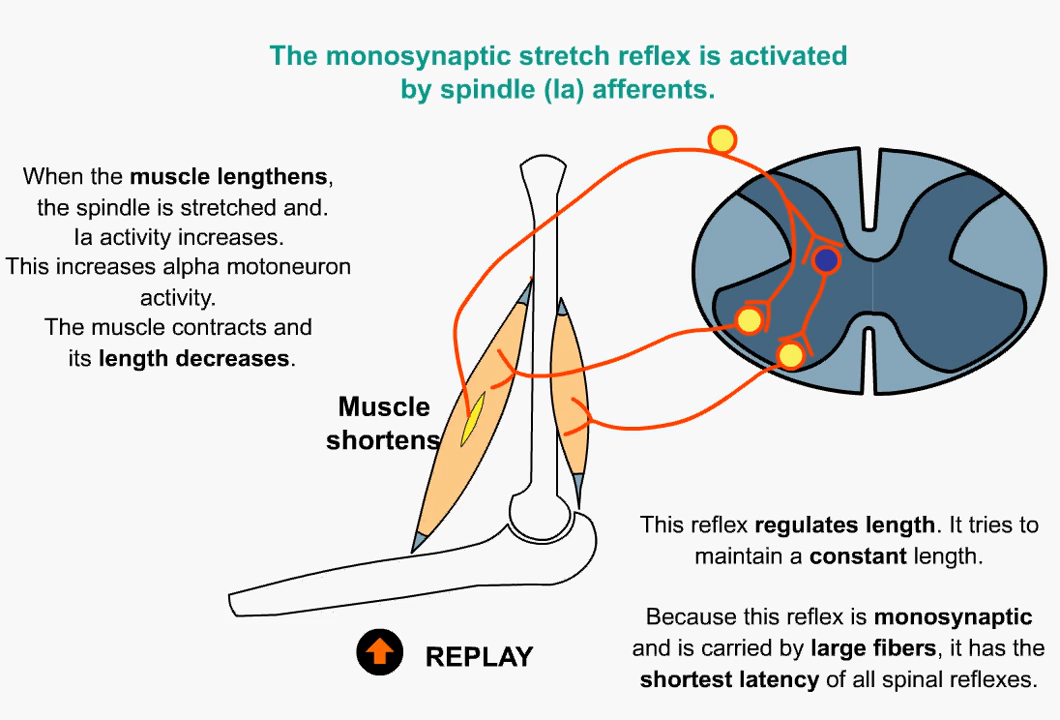 The monosynaptic stretch reflex is activated
by spindle (Ia) afferents.
When the muscle lengthens,
the spindle is stretched and.
Ia activity increases.
This increases alpha motoneuron
activity.
The muscle contracts and
its length decreases.
Muscle
shortens
This reflex regulates length. It tries to
maintain a constant length.
Because this reflex is monosynaptic
and is carried by large fibers, it has the
shortest latency of all spinal reflexes.
REPLAY